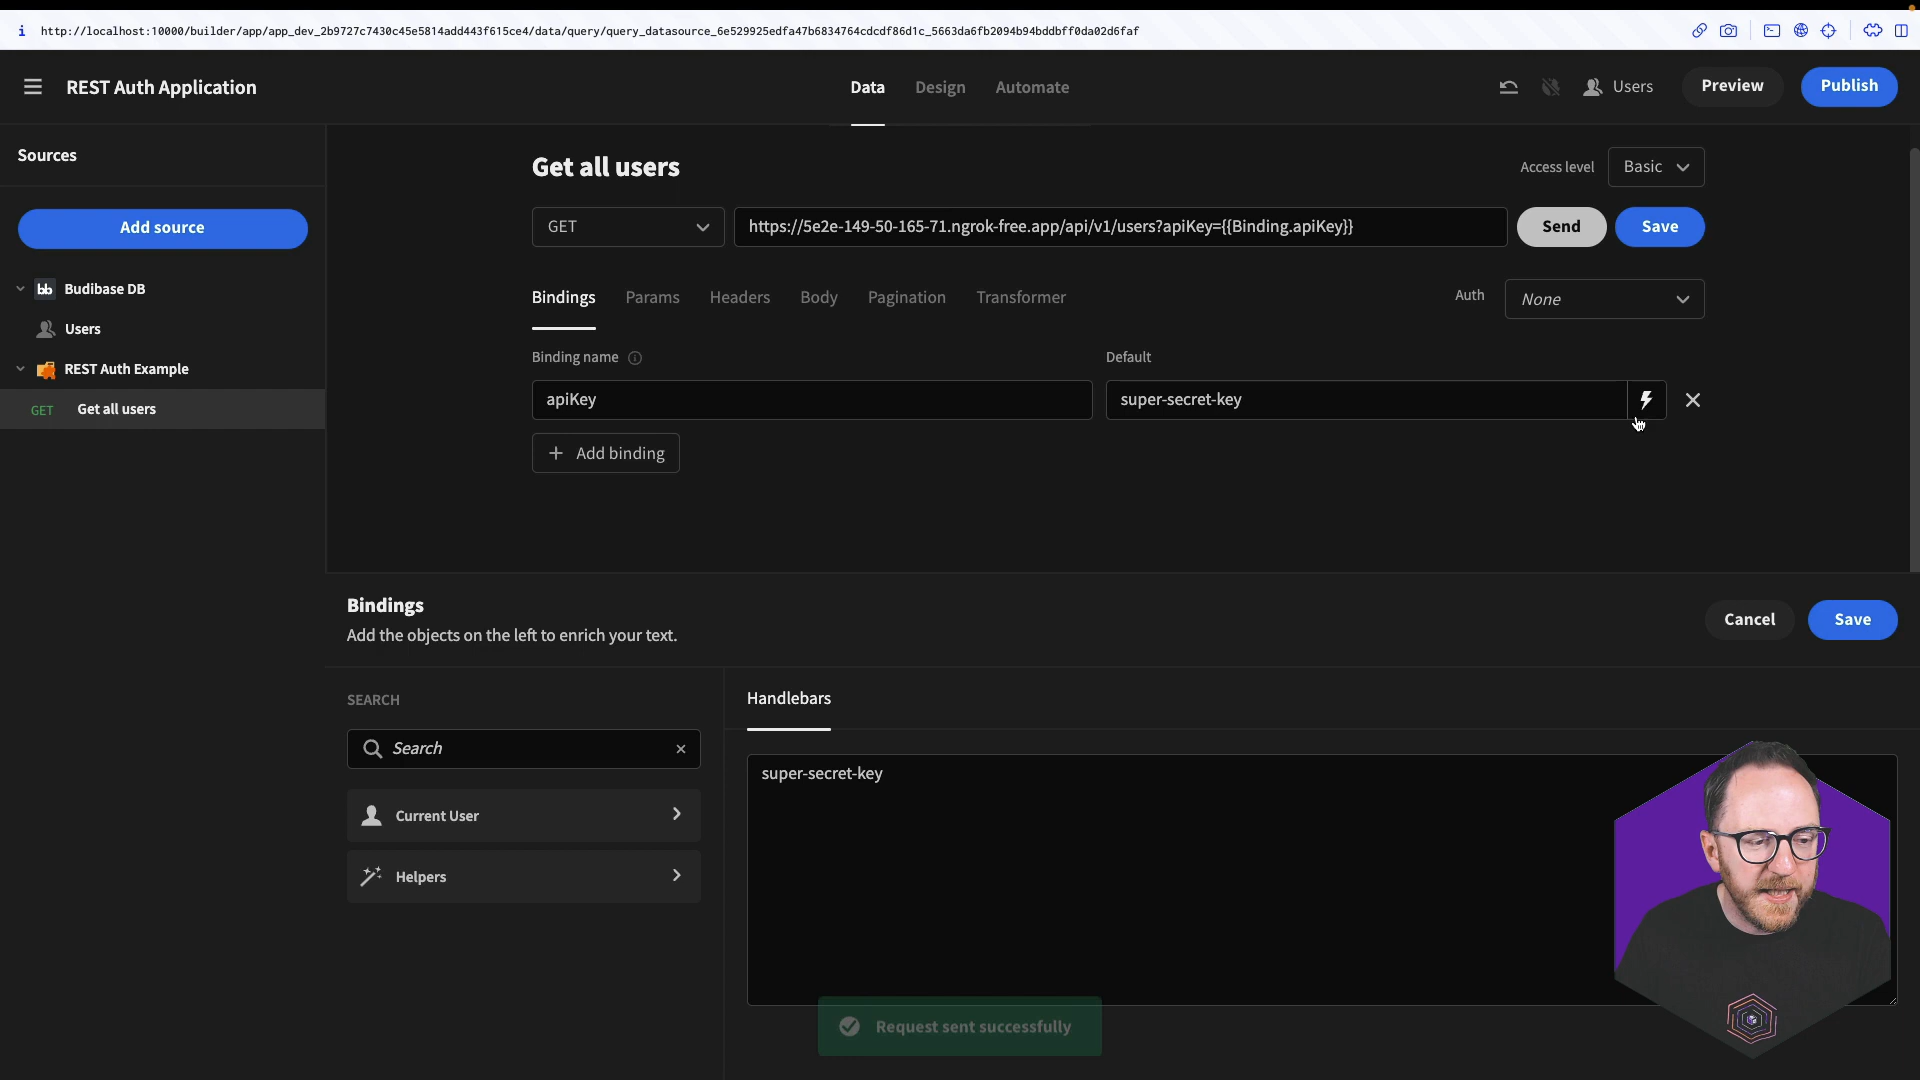 http://localhost:10000/builder/app/app_dev_2b9727c7430c45e5814add443f615ce4/data/query/query_datasource_6e529925edfa47b6834764cdcdf86d1c_5663da6fb2094b94bddbff0da02d6faf
REST Auth Application
Data
Design
Automate
Users
Preview
Publish
Sources
Add source
bb Budibase DB
Users
REST Auth Example
GET Get all users
Get all users
Access level
Basic
GET
https://5e2e-149-50-165-71.ngrok-free.app/api/v1/users?apiKey={{Binding.apiKey}}
Send
Save
Bindings
Params
Headers
Body
Pagination
Transformer
Auth
None
Binding name
Default
apiKey
super-secret-key
Add binding
Bindings
Add the objects on the left to enrich your text.
Cancel
Save
SEARCH
Search
Current User
Helpers
Handlebars
super-secret-key
Request sent successfully